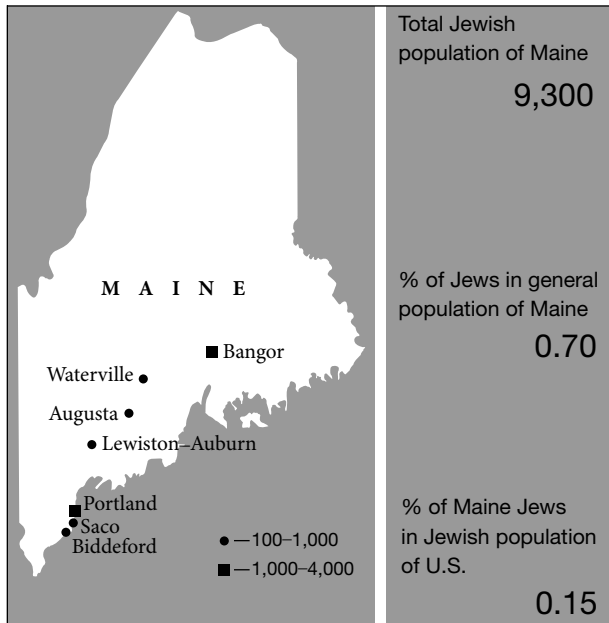 Total Jewish
population of Maine
9,300
M A I N E
% of Jews in general
population of Maine
0.70
Bangor
Waterville
Augusta
Lewiston–Auburn
Portland
Saco
Biddeford
●—100–1,000
■—1,000–4,000
% of Maine Jews
in Jewish population
of U.S.
0.15